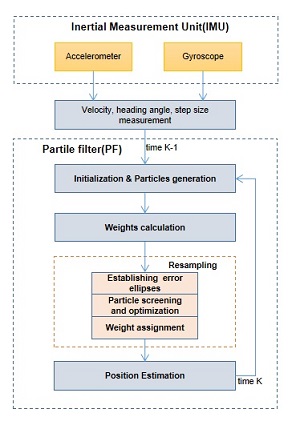 Inertial Measurement Unit(IMU)
Accelerometer
Gyroscope
Velocity, heading angle, step size
measurement
Partile filter(PF)
time K-1
Initialization & Particles generation
Weights calculation
Resampling
Establishing error
ellipses
Particle screening
and optimization
Weight assignment
Position Estimation
time K